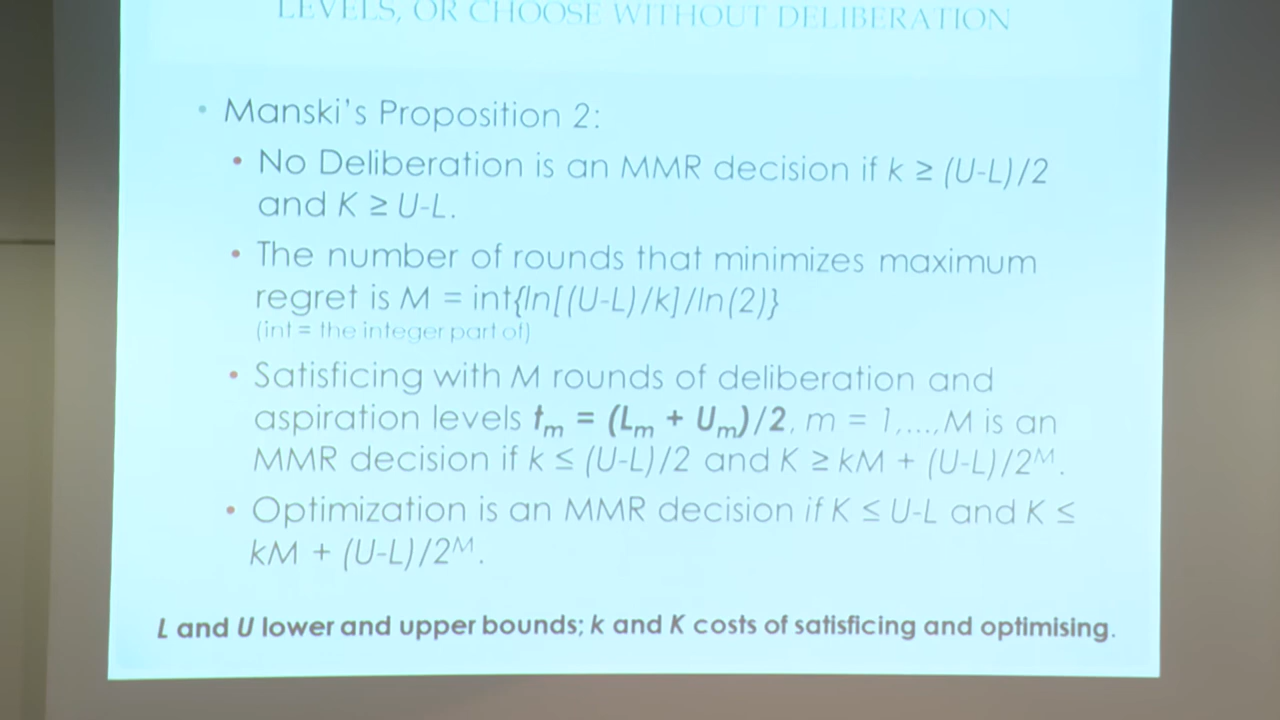 LEVELS, OR CHOOSE WITHOUT DELIBERATION
• Manski's Proposition 2:
• No Deliberation is an MMR decision if k ≥ (U-L)/2
and K ≥ U-L.
• The number of rounds that minimizes maximum
regret is M = int{ln[(U-L)/k]/ln(2)}
(int = the integer part of)
• Satisficing with M rounds of deliberation and
aspiration levels tₘ = (Lₘ + Uₘ)/2, m = 1,...,M is an
MMR decision if k ≤ (U-L)/2 and K ≥ kM + (U-L)/2ᴹ.
• Optimization is an MMR decision if K ≤ U-L and K ≤
kM + (U-L)/2ᴹ.
L and U lower and upper bounds; k and K costs of satisficing and optimising.